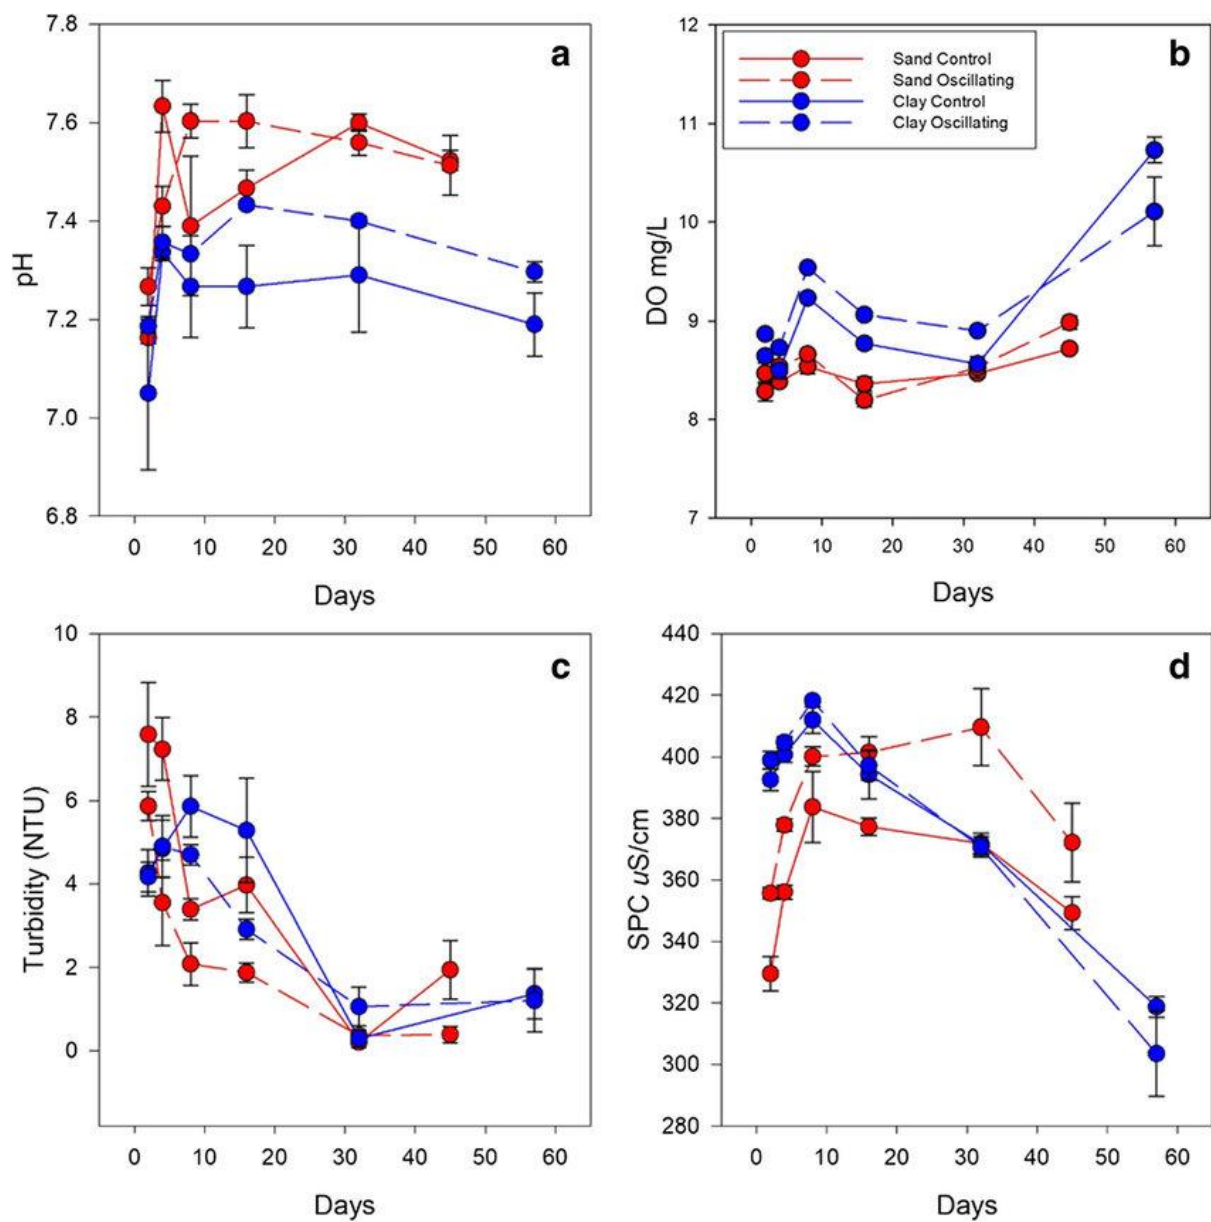 a
7.8
7.6
7.4
7.2
7.0
6.8
pH
0 10 20 30 40 50 60
Days
b
12
11
10
9
8
7
DO mg/L
Sand Control
Sand Oscillating
Clay Control
Clay Oscillating
0 10 20 30 40 50 60
Days
c
10
8
6
4
2
0
Turbidity (NTU)
0 10 20 30 40 50 60
Days
d
440
420
400
380
360
340
320
300
280
SPC uS/cm
0 10 20 30 40 50 60
Days